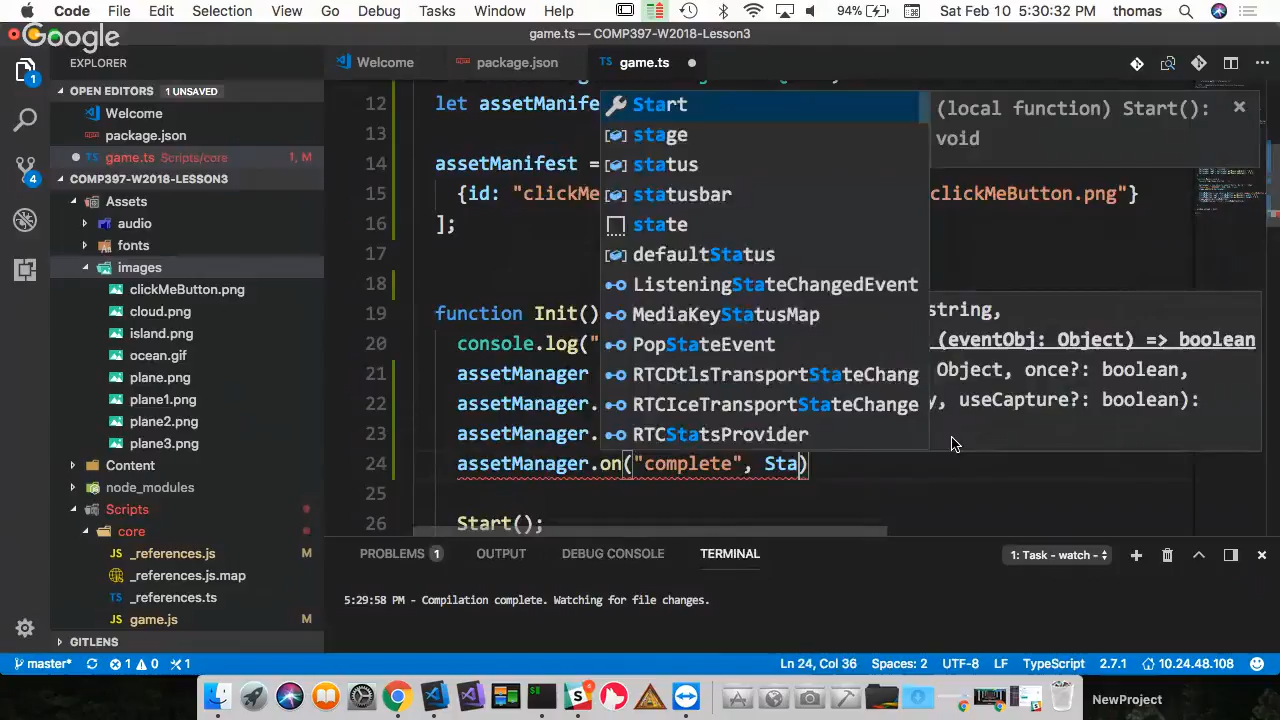 Code File Edit Selection View Go Debug Tasks Window Help 94% Sat Feb 10 5:30:32 PM thomas
Google
game.ts — COMP397-W2018-LESSON3
EXPLORER
OPEN EDITORS 1 UNSAVED
Welcome
package.json
game.ts Scripts/core 1, M
COMP397-W2018-LESSON3
Assets
audio
fonts
images
clickMeButton.png
cloud.png
island.png
ocean.gif
plane.png
plane1.png
plane2.png
plane3.png
Content
node_modules
Scripts
core
_references.js M
_references.js.map
_references.ts
game.js M
GITLENS
1
4
Welcome package.json TS game.ts
12 let assetManife
13
14 assetManifest =
15 {id: "clickMe clickMeButton.png"}
16 ];
17
18
19 function Init()
20 console.log("
21 assetManager
22 assetManager.
23 assetManager.
24 assetManager.on("complete", Sta)
25
26 Start();
Start
stage
status
statusbar
state
defaultStatus
ListeningStateChangedEvent
MediaKeyStatusMap
PopStateEvent
RTCDtlsTransportStateChang
RTCIceTransportStateChange
RTCStatsProvider
(local function) Start():
void
string,
(eventObj: Object) => boolean
Object, once?: boolean,
y, useCapture?: boolean):
PROBLEMS 1 OUTPUT DEBUG CONSOLE TERMINAL 1: Task - watch -
5:29:58 PM - Compilation complete. Watching for file changes.
master* 1 0 1 Ln 24, Col 36 Spaces: 2 UTF-8 LF TypeScript 2.7.1 10.24.48.108
NewProject